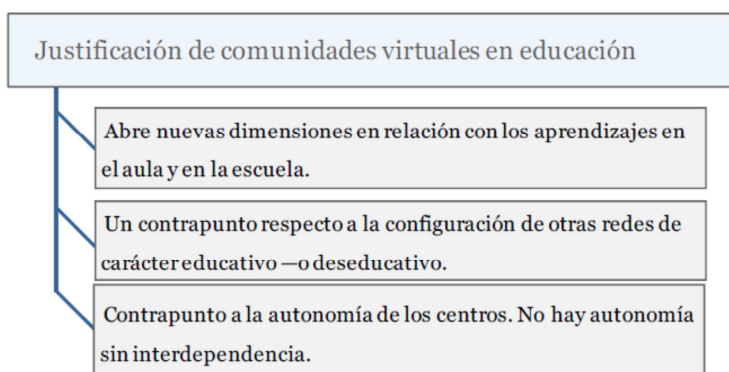 Justificación de comunidades virtuales en educación
Abre nuevas dimensiones en relación con los aprendizajes en
el aula y en la escuela.
Un contrapunto respecto a la configuración de otras redes de
carácter educativo —o deseducativo.
Contrapunto a la autonomía de los centros. No hay autonomía
sin interdependencia.